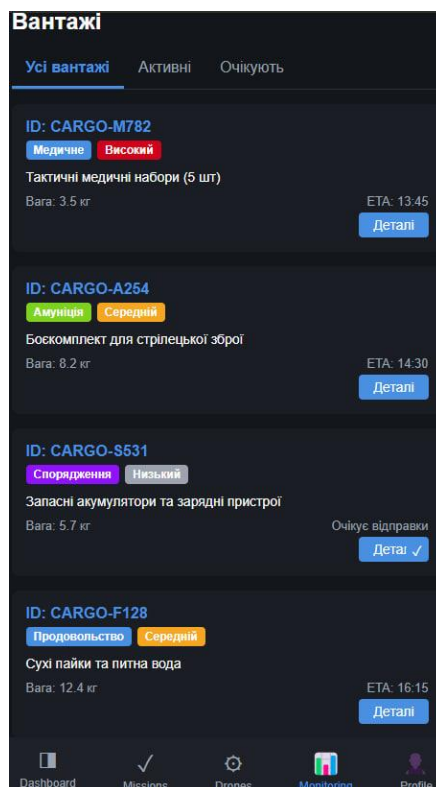 Вантажі
Усі вантажі Активні Очікують
ID: CARGO-M782
Медичне Високий
Тактичні медичні набори (5 шт)
Вага: 3.5 кг ETA: 13:45
Деталі
ID: CARGO-A254
Амуніція Середній
Боєкомплект для стрілецької зброї
Вага: 8.2 кг ETA: 14:30
Деталі
ID: CARGO-S531
Спорядження Низький
Запасні акумулятори та зарядні пристрої
Вага: 5.7 кг Очікує відправки
Детал ✓
ID: CARGO-F128
Продовольство Середній
Сухі пайки та питна вода
Вага: 12.4 кг ETA: 16:15
Деталі
Dashboard Missions Drones Monitoring Profile